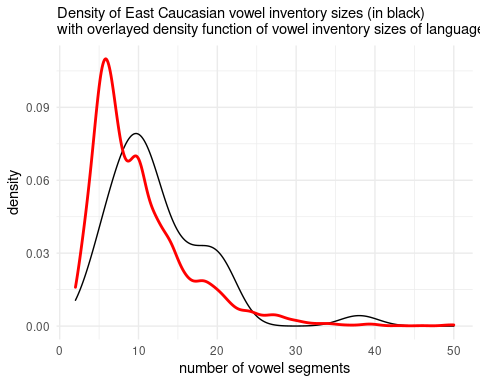 Density of East Caucasian vowel inventory sizes (in black)
with overlayed density function of vowel inventory sizes of language
0.09
0.06
0.03
0.00
density
0
10
20
30
40
50
number of vowel segments